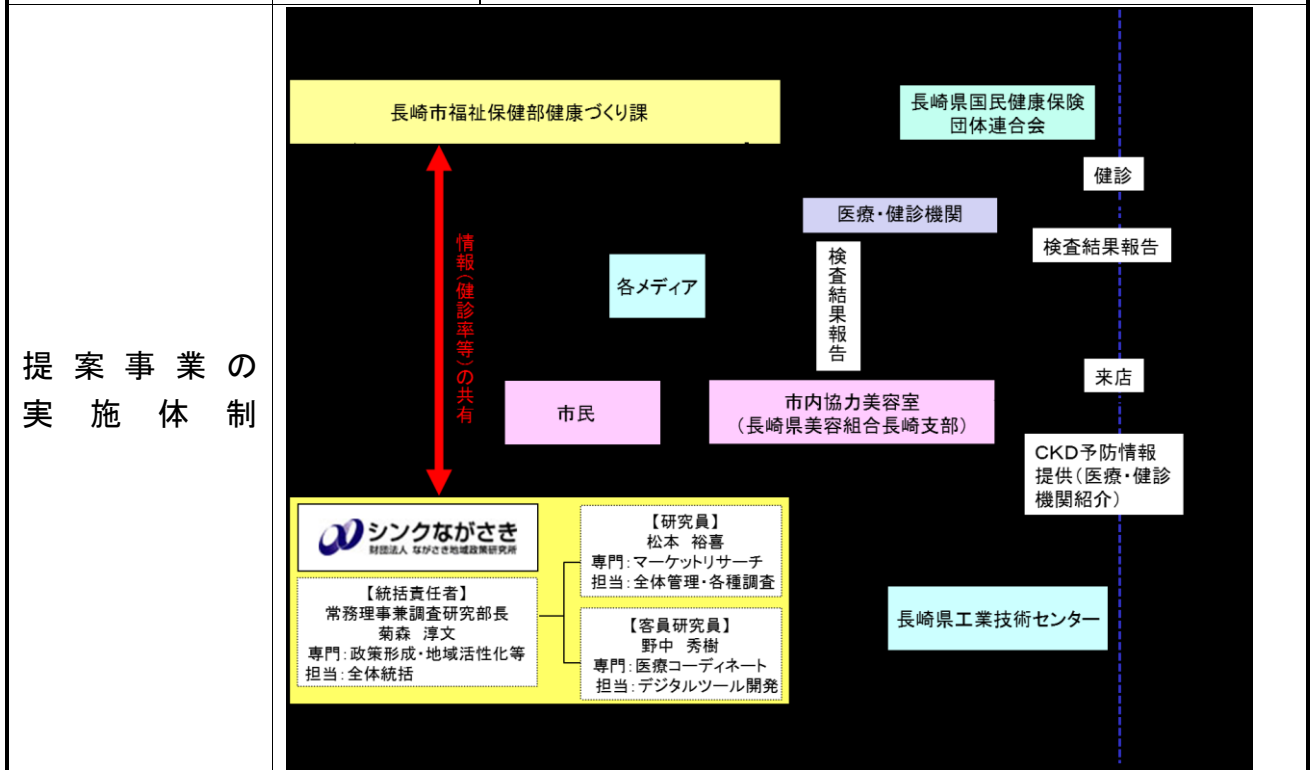 提案事業の
実施体制
長崎市福祉保健部健康づくり課
長崎県国民健康保険
団体連合会
健診
医療・健診機関
検査結果報告
検査結果報告
各メディア
情報(健診率等)の共有
来店
市民
市内協力美容室
(長崎県美容組合長崎支部)
CKD予防情報
提供(医療・健診
機関紹介)
シンクながさき
財団法人 ながさき地域政策研究所
【統括責任者】
常務理事兼調査研究部長
菊森 淳文
専門:政策形成・地域活性化等
担当:全体統括
【研究員】
松本 裕喜
専門:マーケットリサーチ
担当:全体管理・各種調査
【客員研究員】
野中 秀樹
専門:医療コーディネート
担当:デジタルツール開発
長崎県工業技術センター